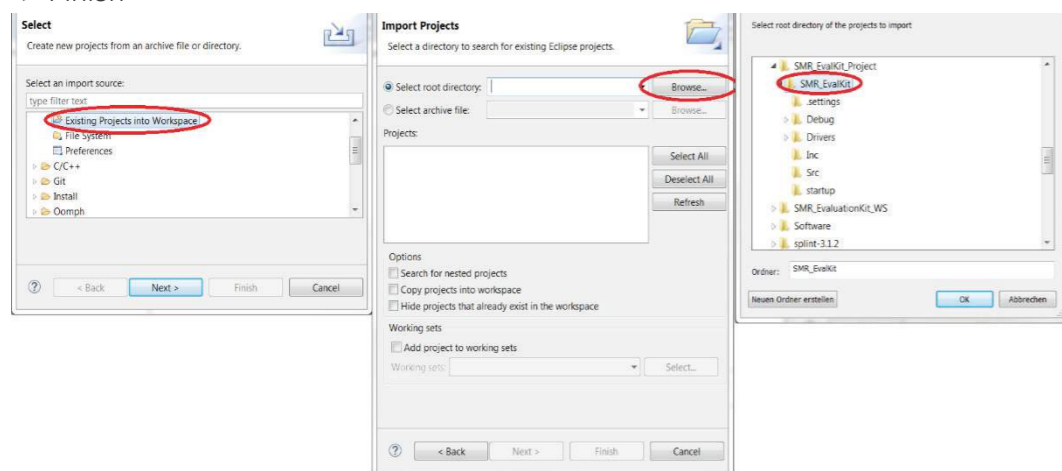 Finish
Select
Create new projects from an archive file or directory.
Select an import source:
type filter text
Existing Projects into Workspace
File System
Preferences
C/C++
Git
Install
Oomph
< Back Next > Finish Cancel
Import Projects
Select a directory to search for existing Eclipse projects.
Select root directory: Browse...
Select archive file: Browse...
Projects:
Select All
Deselect All
Refresh
Options
Search for nested projects
Copy projects into workspace
Hide projects that already exist in the workspace
Working sets
Add project to working sets
Working sets: Select...
< Back Next > Finish Cancel
Select root directory of the projects to import
SMR_EvalKit_Project
SMR_EvalKit
.settings
Debug
Drivers
Inc
Src
startup
SMR_EvaluationKit_WS
Software
splint-3.1.2
Ordner: SMR_EvalKit
Neuen Ordner erstellen OK Abbrechen